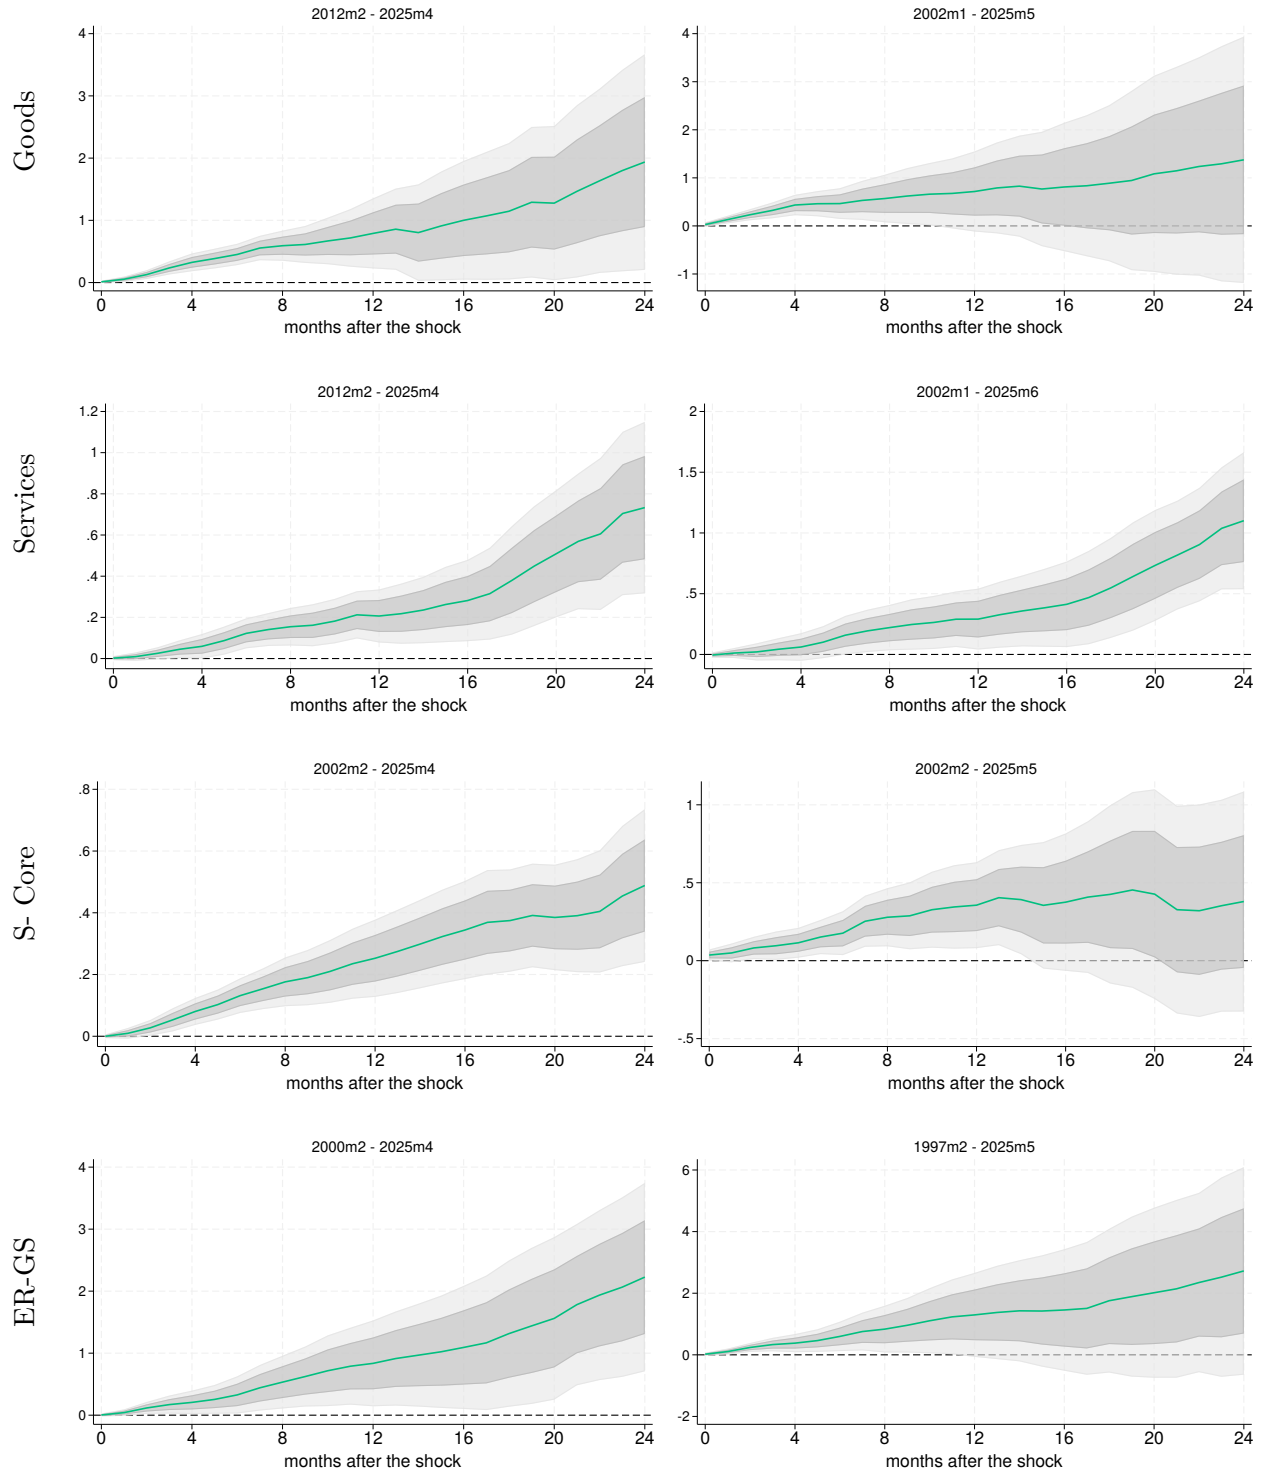 2012m2 - 2025m4
2002m1 - 2025m5
Goods
4
3
2
1
0
4
3
2
1
0
-1
0 4 8 12 16 20 24
0 4 8 12 16 20 24
months after the shock
months after the shock
2012m2 - 2025m4
2002m1 - 2025m6
Services
1.2
1
.8
.6
.4
.2
0
2
1.5
1
.5
0
0 4 8 12 16 20 24
0 4 8 12 16 20 24
months after the shock
months after the shock
2002m2 - 2025m4
2002m2 - 2025m5
S- Core
.8
.6
.4
.2
0
1
.5
0
-.5
0 4 8 12 16 20 24
0 4 8 12 16 20 24
months after the shock
months after the shock
2000m2 - 2025m4
1997m2 - 2025m5
ER-GS
4
3
2
1
0
6
4
2
0
-2
0 4 8 12 16 20 24
0 4 8 12 16 20 24
months after the shock
months after the shock